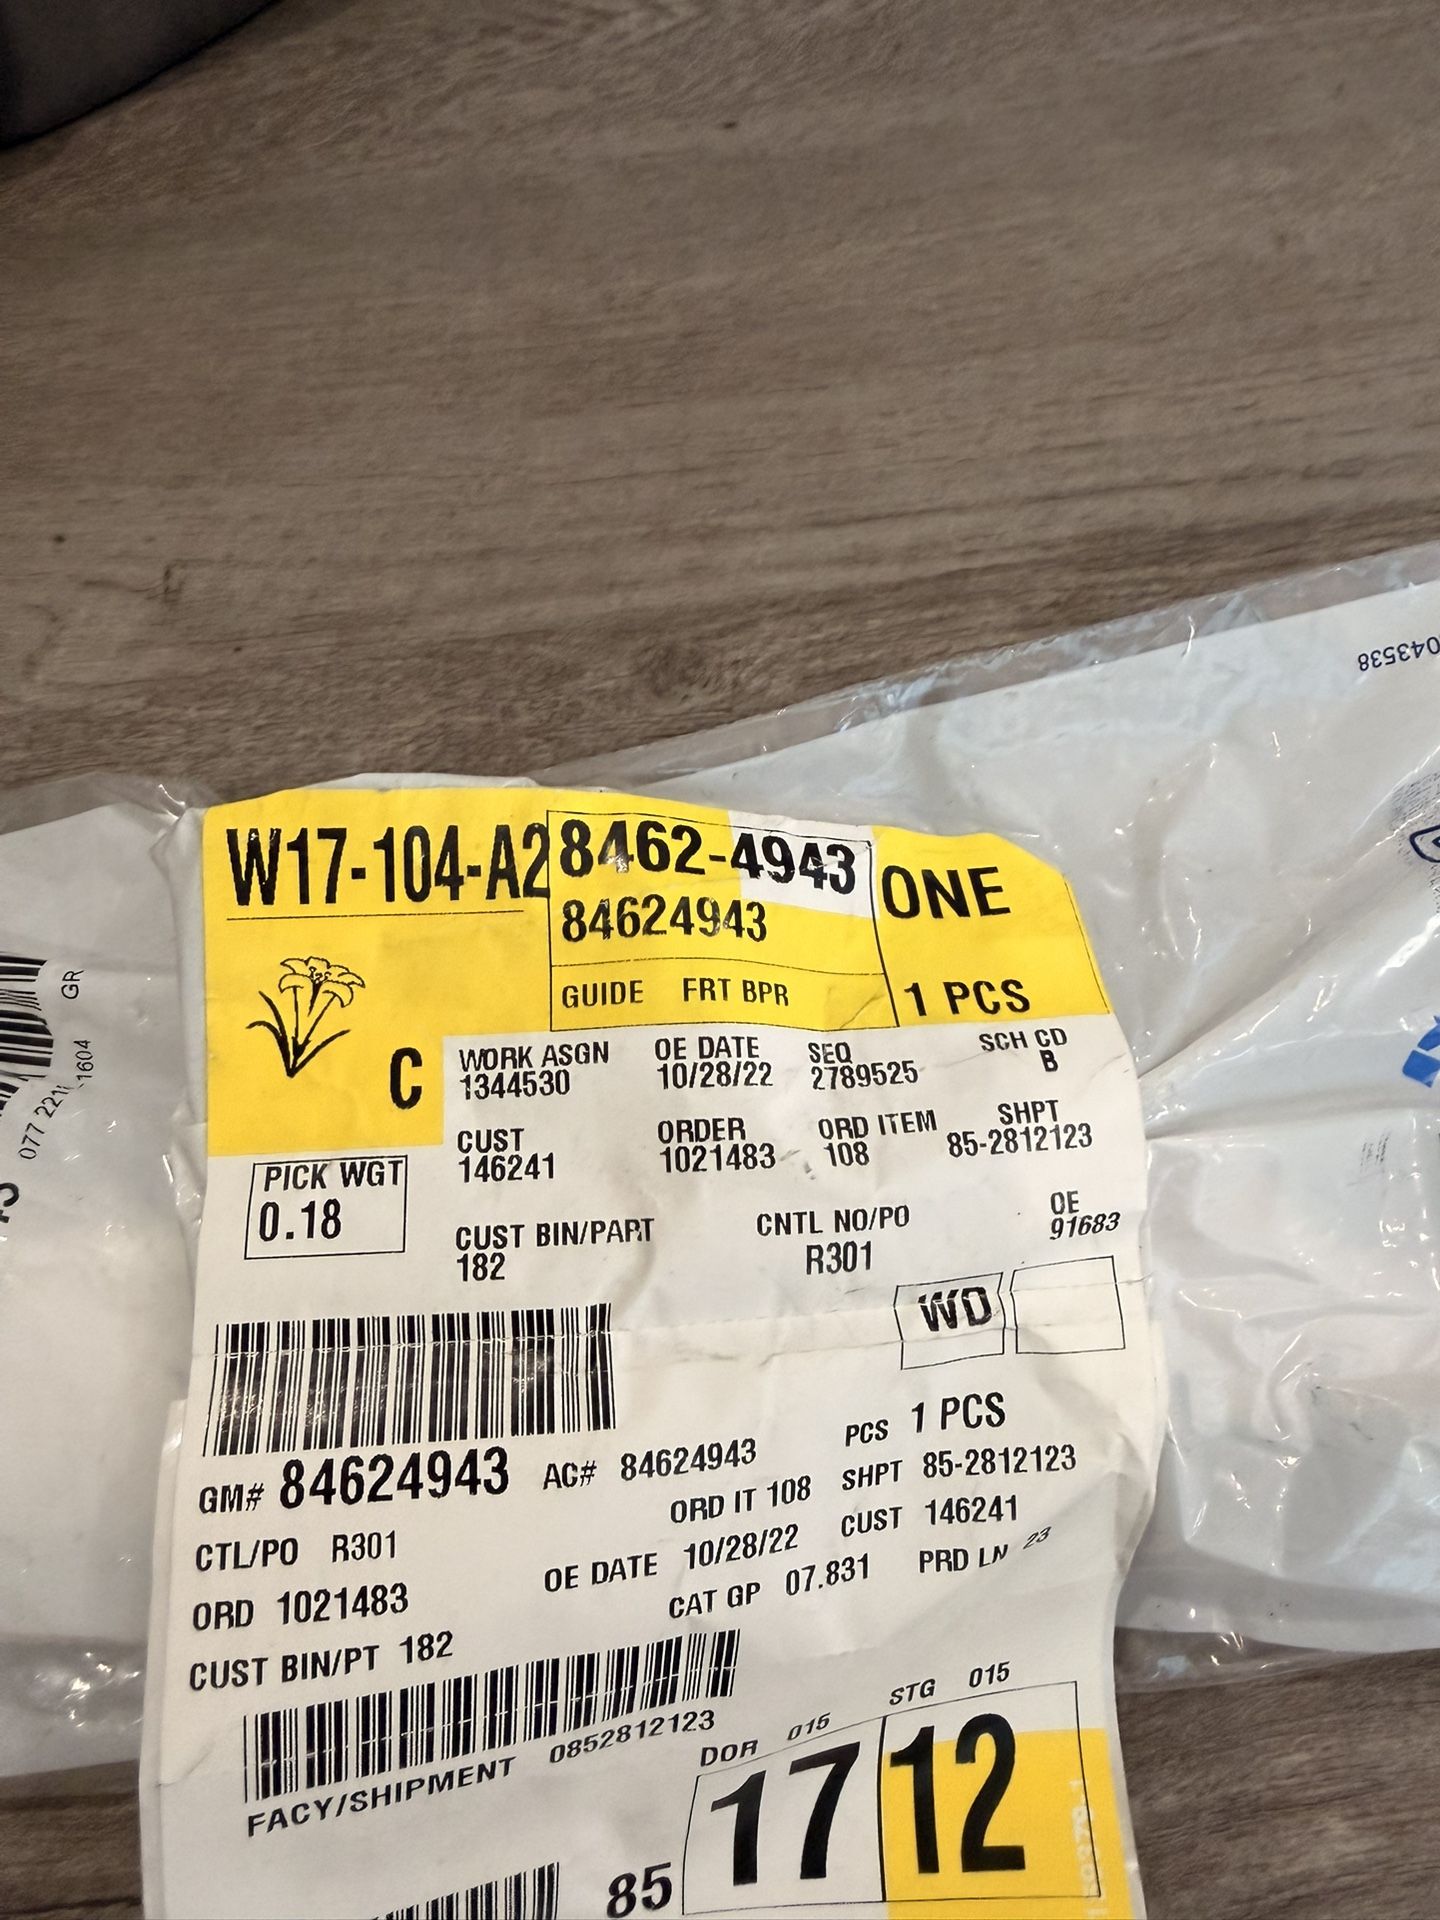 043538
W17-104-A2
8462-4943
84624943
ONE
GUIDE FRT BPR
1 PCS
C
WORK ASGN
1344530
OE DATE
10/28/22
SEQ
2789525
SCH CD
B
CUST
146241
ORDER
1021483
ORD ITEM
108
SHPT
85-2812123
PICK WGT
0.18
CUST BIN/PART
182
CNTL NO/PO
R301
OE
91683
WD
GM# 84624943
AC# 84624943
PCS 1 PCS
CTL/PO R301
ORD IT 108
SHPT 85-2812123
ORD 1021483
OE DATE 10/28/22
CUST 146241
CUST BIN/PT 182
CAT GP 07.831
PRD LN 23
FACY/SHIPMENT 0852812123
DOR 015
STG 015
85
17
12
GR